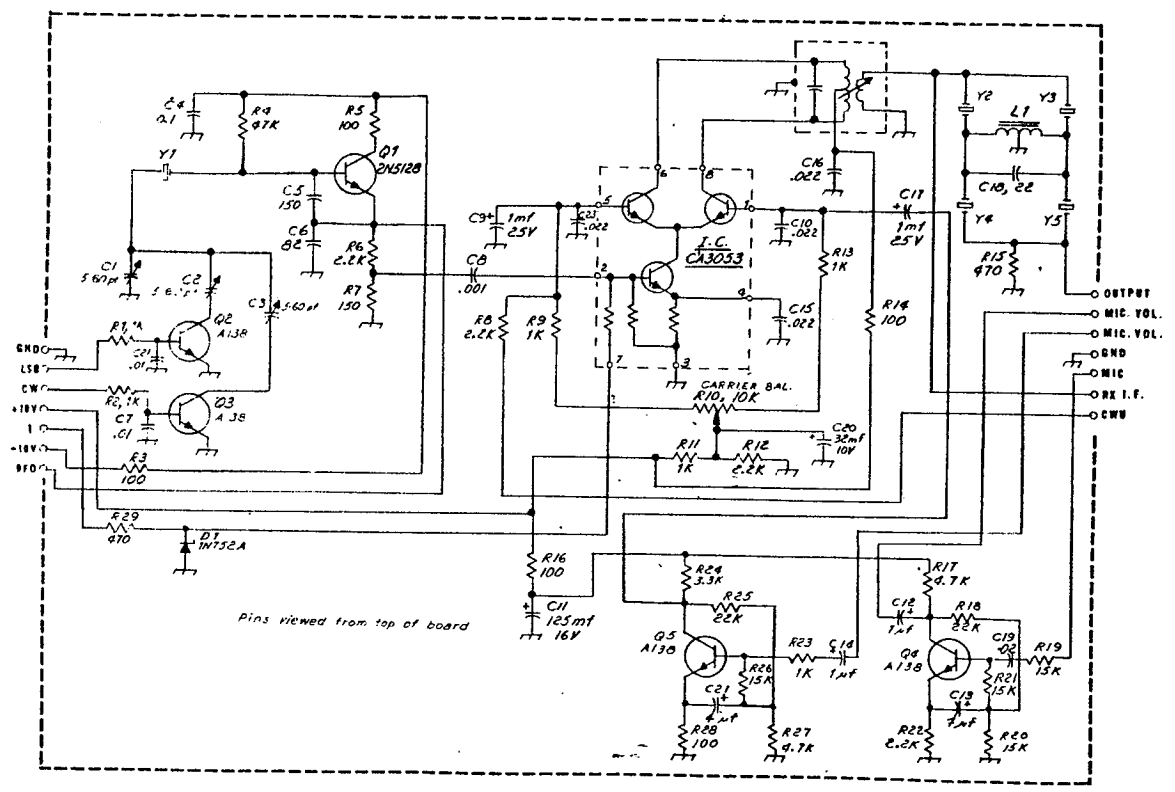 C4
0.1
R4
47K
R5
100
Y1
Q1
2N5128
C5
150
C6
82
R6
2.2K
R7
150
C1
5-60pf
C2
C3
5-60pf
R1, 1K
Q2
A138
C21
.01
R2, 1K
Q3
C7
.01
R3
100
R29
470
D1
1N752A
GND
LSB
CW
+10V
T
+10V
BFO
C9
1mf
25V
C23
.022
5
6
8
1
2
4
7
3
I.C.
CA3053
C8
.001
C10
.022
C15
.022
C16
.022
C17
1mf
25V
R8
2.2K
R9
1K
R13
1K
R14
100
CARRIER BAL.
R10, 10K
R11
1K
R12
2.2K
C20
32mf
10V
Y2
Y3
L1
C18, 22
Y4
Y5
R15
470
OUTPUT
MIC. VOL.
MIC. VOL.
GND
MIC
RX I.F.
CWU
R16
100
C11
125mf
16V
Pins viewed from top of board
R24
3.3K
R25
22K
Q5
A138
R26
15K
R23
1K
C14
1µf
C21
4µf
R28
100
R27
4.7K
R17
4.7K
C12
1µf
R18
22K
Q4
A138
C19
.02
R19
15K
R21
15K
C13
R22
2.2K
R20
15K